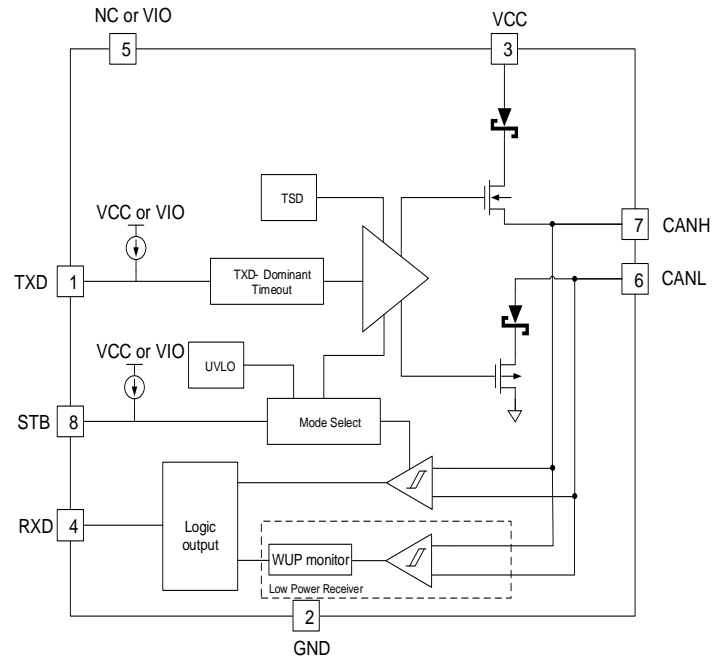 NC or VIO
5
VCC
3
TSD
VCC or VIO
7
CANH
TXD
1
TXD- Dominant
Timeout
6
CANL
VCC or VIO
UVLO
STB
8
Mode Select
RXD
4
Logic
output
WUP monitor
Low Power Receiver
2
GND